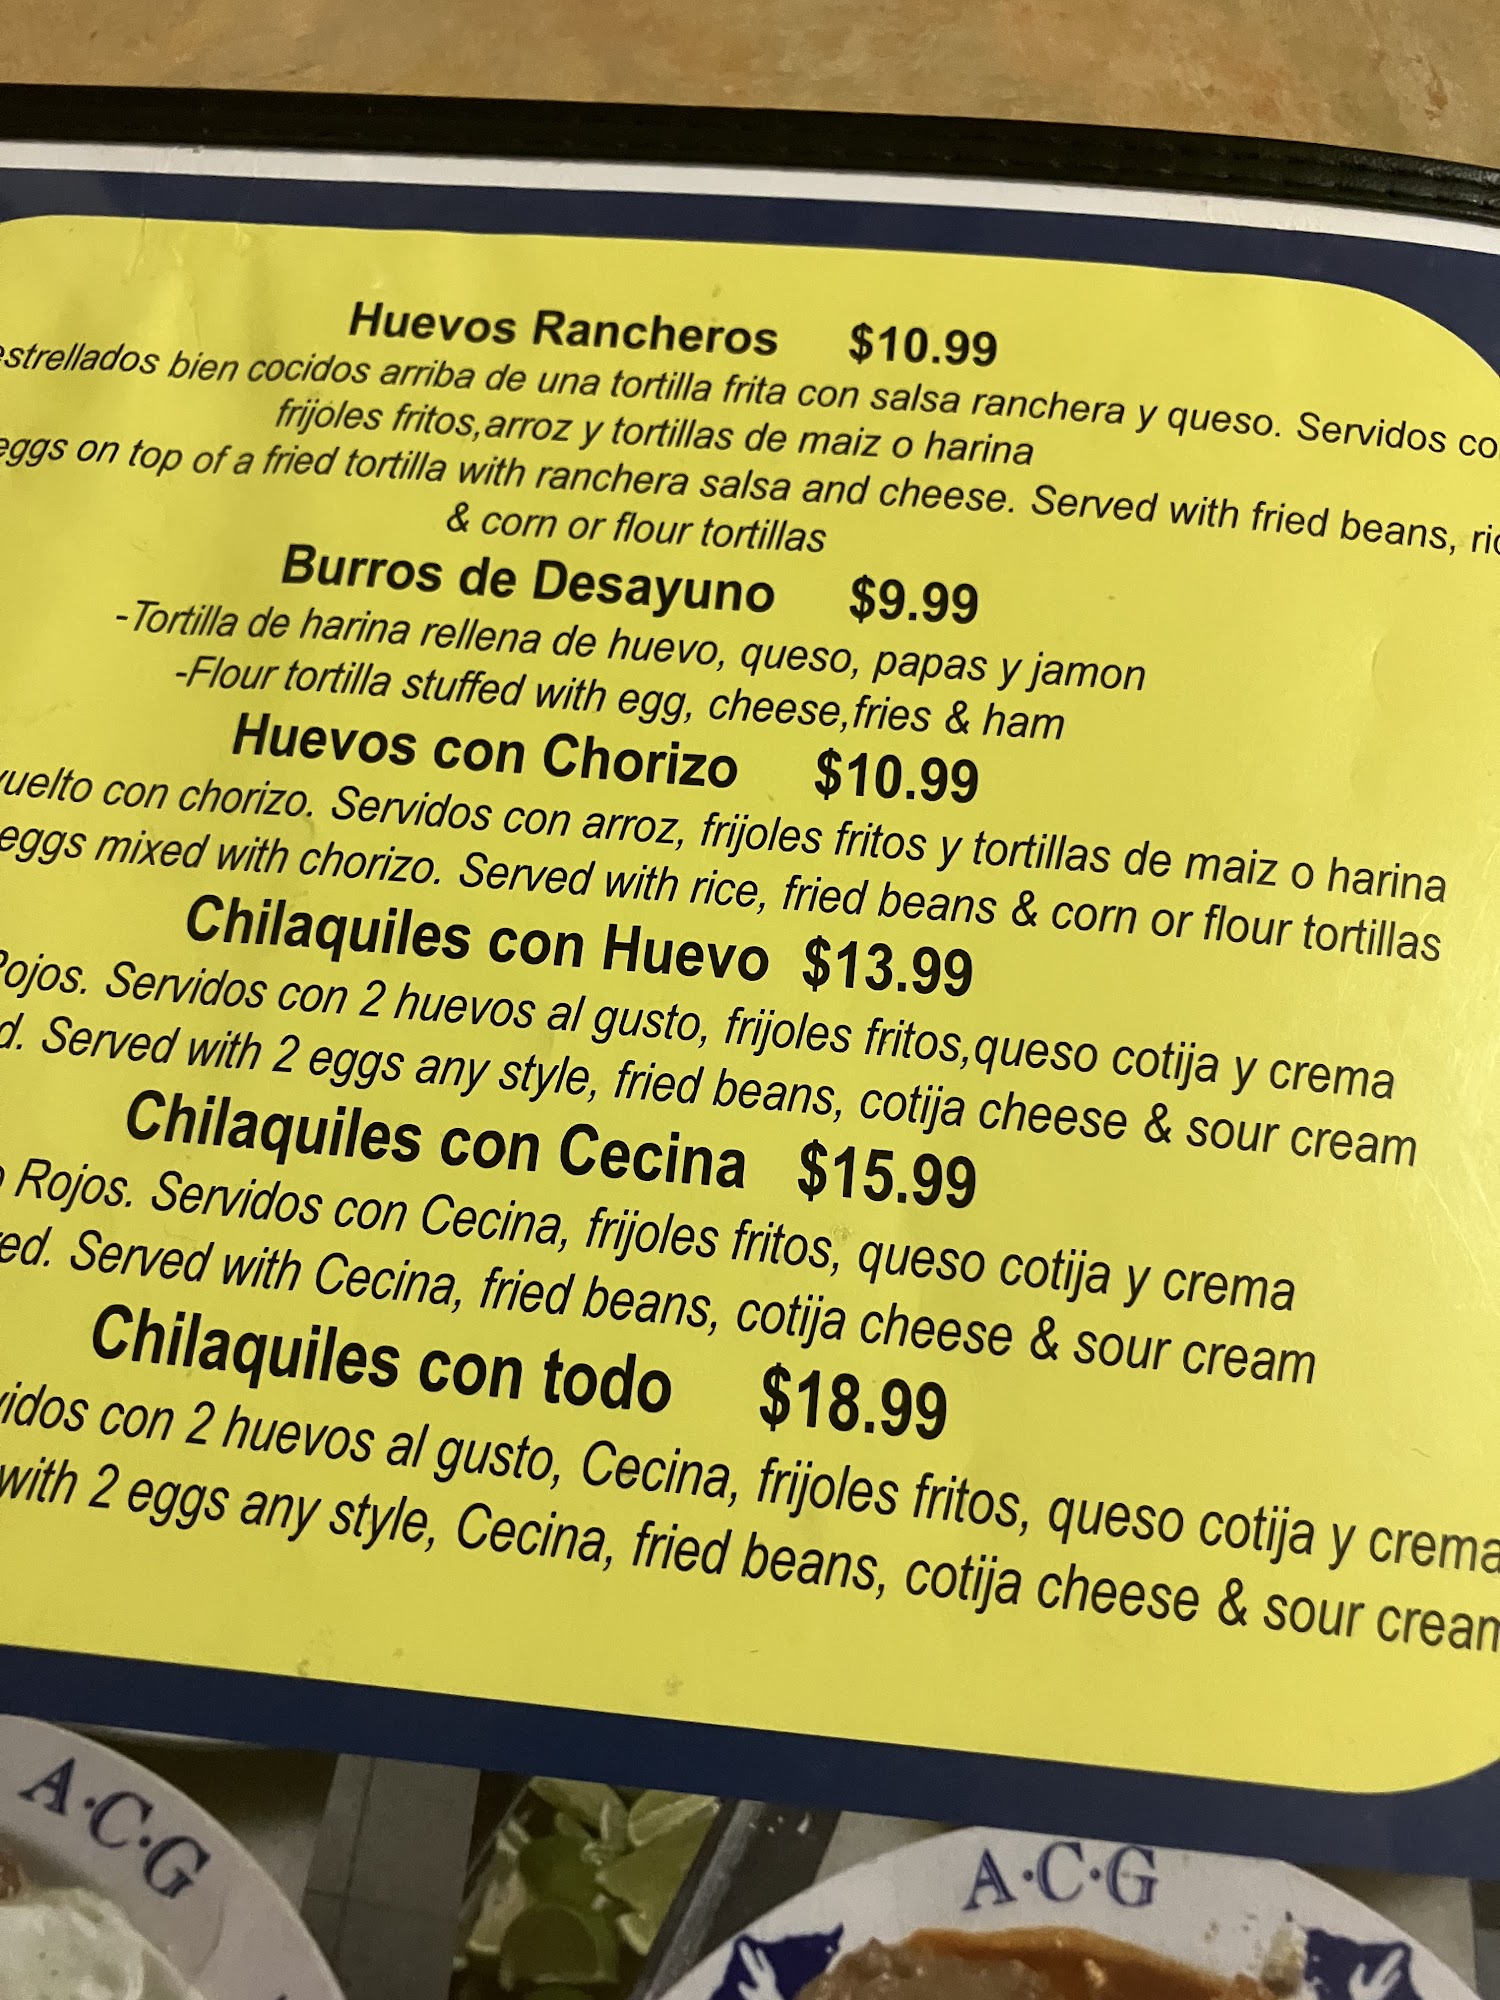 Huevos Rancheros $10.99
estrellados bien cocidos arriba de una tortilla frita con salsa ranchera y queso. Servidos
frijoles fritos,arroz y tortillas de maiz o harina
eggs on top of a fried tortilla with ranchera salsa and cheese. Served with fried beans,
& corn or flour tortillas
Burros de Desayuno $9.99
-Tortilla de harina rellena de huevo, queso, papas y jamon
-Flour tortilla stuffed with egg, cheese,fries & ham
Huevos con Chorizo $10.99
con chorizo. Servidos con arroz, frijoles fritos y tortillas de maiz o harina
eggs mixed with chorizo. Served with rice, fried beans & corn or flour tortillas
Chilaquiles con Huevo $13.99
Rojos. Servidos con 2 huevos al gusto, frijoles fritos,queso cotija y crema
Served with 2 eggs any style, fried beans, cotija cheese & sour cream
Chilaquiles con Cecina $15.99
Rojos. Servidos con Cecina, frijoles fritos, queso cotija y crema
Served with Cecina, fried beans, cotija cheese & sour cream
Chilaquiles con todo $18.99
con 2 huevos al gusto, Cecina, frijoles fritos, queso cotija y crema
with 2 eggs any style, Cecina, fried beans, cotija cheese & sour cream
A·C·G
A·C·G